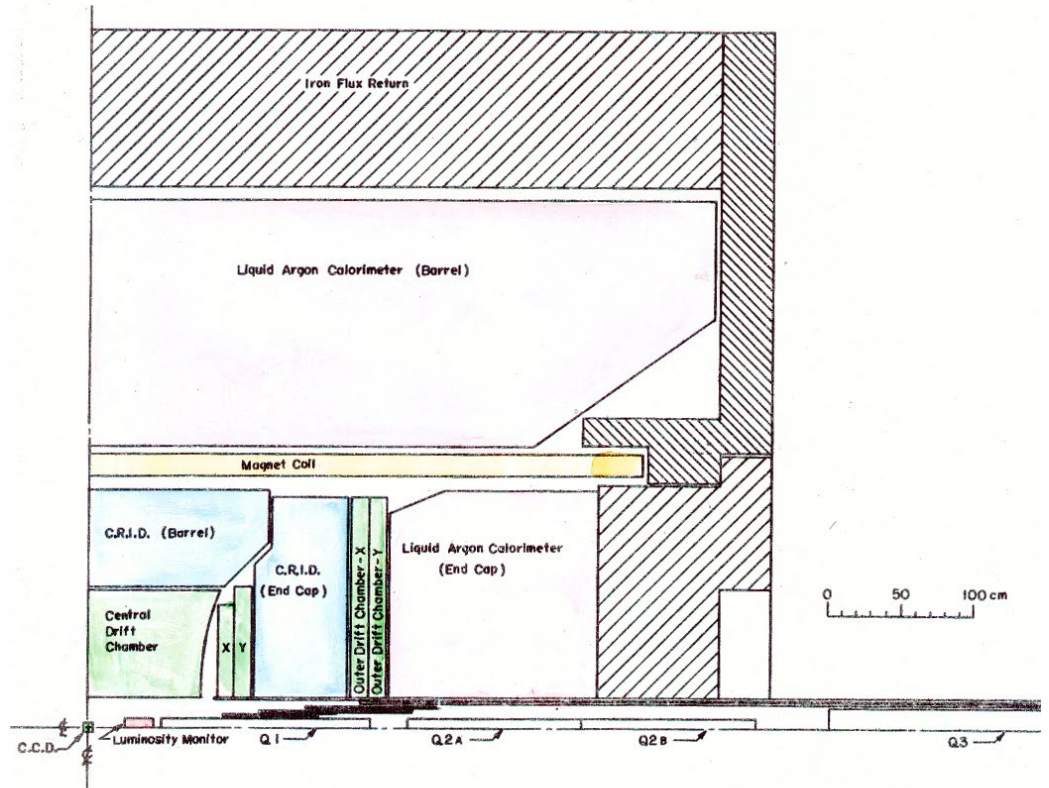 Iron Flux Return
Liquid Argon Calorimeter (Barrel)
Magnet Coil
C.R.I.D. (Barrel)
C.R.I.D.
(End Cap)
Outer Drift Chamber-X
Outer Drift Chamber-Y
Liquid Argon Calorimeter
(End Cap)
Central
Drift
Chamber
X
Y
0 50 100 cm
C.C.D.
Luminosity Monitor
Q1
Q2A
Q2B
Q3